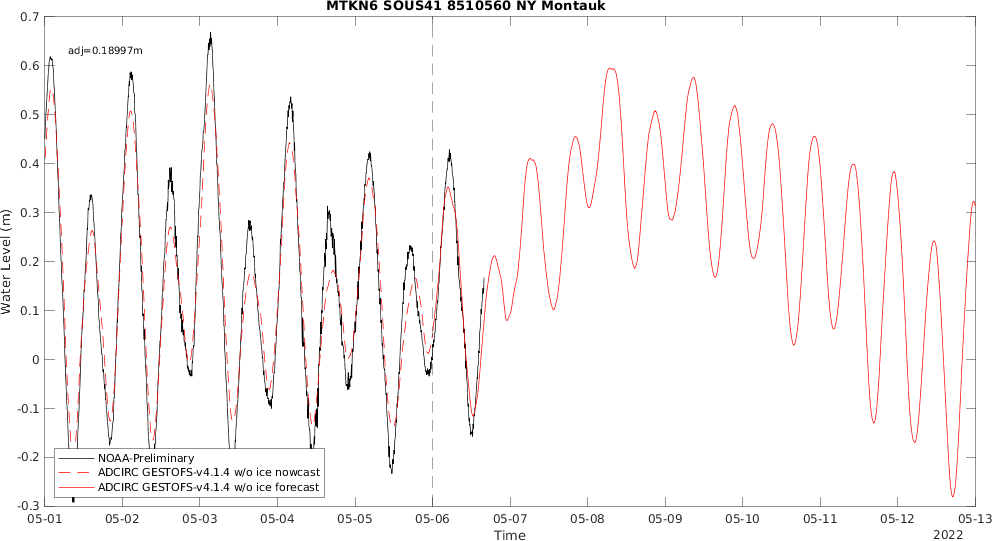 MTKN6 SOUS41 8510560 NY Montauk
0.7
adj=0.18997m
0.6
0.5
0.4
0.3
0.2
0.1
0
-0.1
-0.2
-0.3
Water Level (m)
NOAA-Preliminary
ADCIRC GESTOFS-v4.1.4 w/o ice nowcast
ADCIRC GESTOFS-v4.1.4 w/o ice forecast
05-01 05-02 05-03 05-04 05-05 05-06 05-07 05-08 05-09 05-10 05-11 05-12 05-13
Time
2022